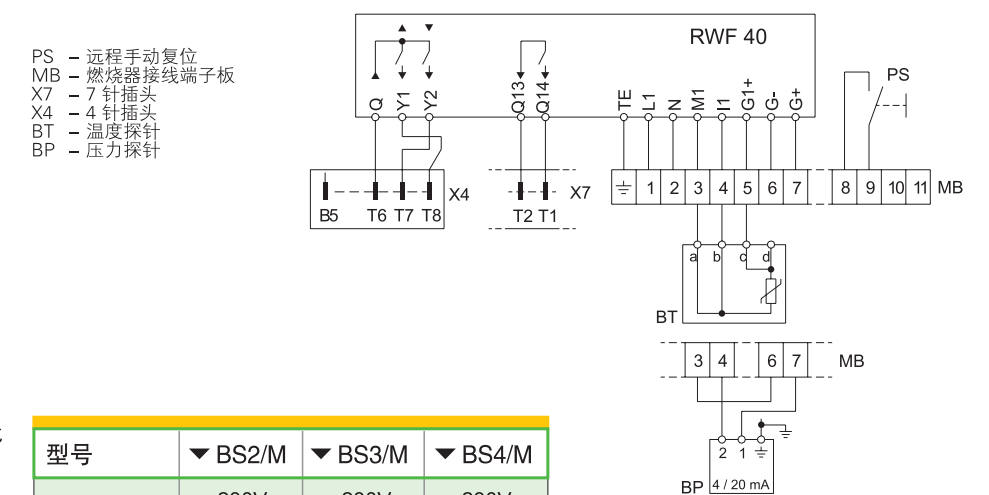 PS – 远程手动复位
MB – 燃烧器接线端子板
X7 – 7 针插头
X4 – 4 针插头
BT – 温度探针
BP – 压力探针
RWF 40
Q Y1 Y2 Q13 Q14 TE L1 N M1 I1 G1+ G- G+
PS
B5 T6 T7 T8 X4
T2 T1 X7
1 2 3 4 5 6 7 8 9 10 11 MB
a b c d
BT
3 4 6 7 MB
2 1
BP 4 / 20 mA
型号 ▼ BS2/M ▼ BS3/M ▼ BS4/M